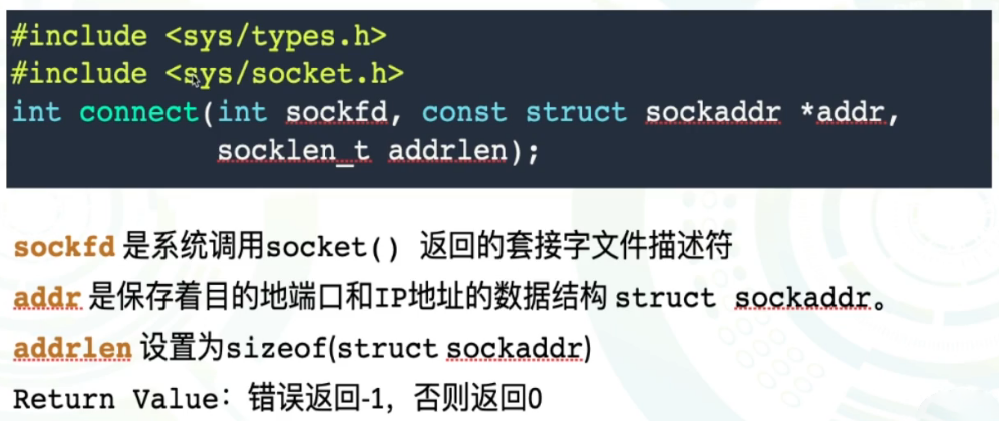 #include <sys/types.h>
#include <sys/socket.h>
int connect(int sockfd, const struct sockaddr *addr,
socklen_t addrlen);
sockfd 是系统调用socket() 返回的套接字文件描述符
addr 是保存着目的地端口和IP地址的数据结构 struct sockaddr。
addrlen 设置为sizeof(struct sockaddr)
Return Value: 错误返回-1，否则返回0